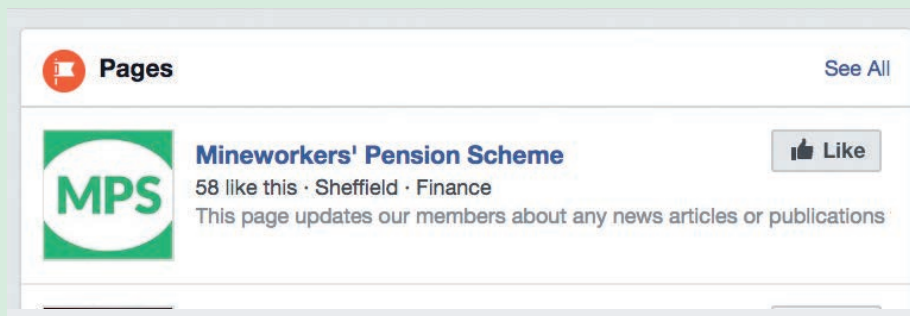 Pages
See All
MPS
Mineworkers' Pension Scheme
Like
58 like this · Sheffield · Finance
This page updates our members about any news articles or publications